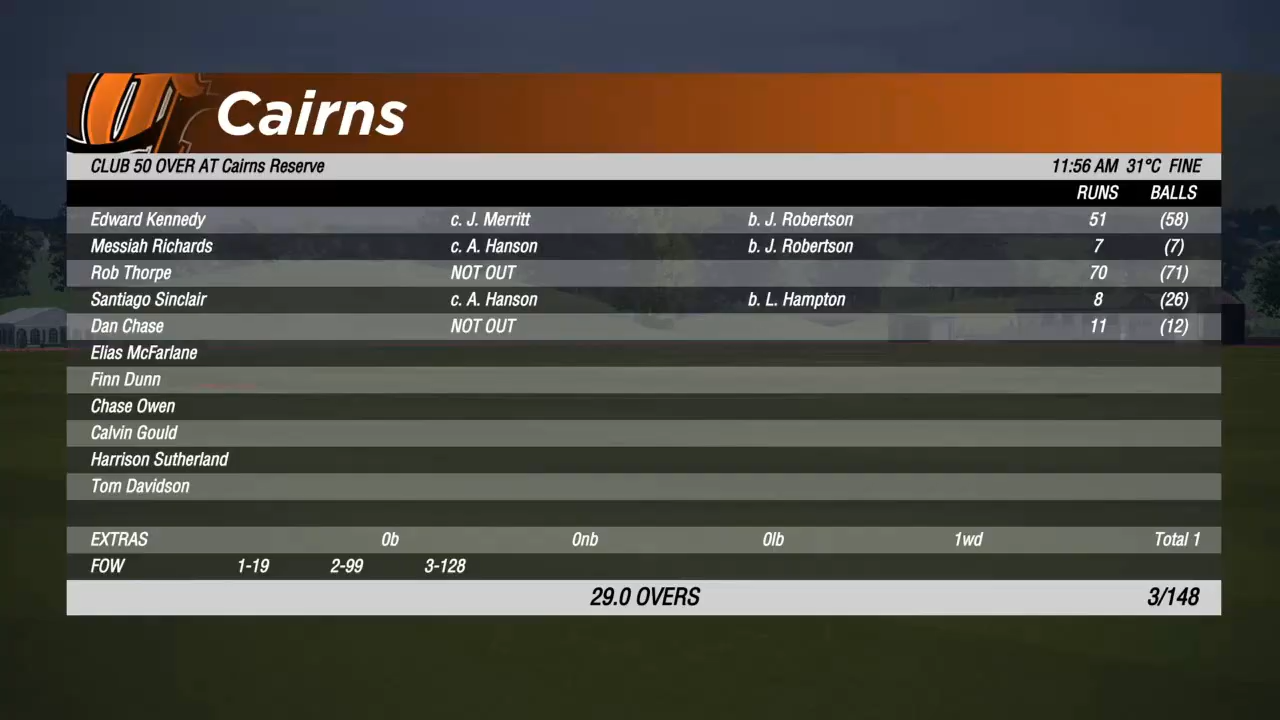 Cairns
CLUB 50 OVER AT Cairns Reserve 11:56 AM 31°C FINE
RUNS BALLS
Edward Kennedy c. J. Merritt b. J. Robertson 51 (58)
Messiah Richards c. A. Hanson b. J. Robertson 7 (7)
Rob Thorpe NOT OUT 70 (71)
Santiago Sinclair c. A. Hanson b. L. Hampton 8 (26)
Dan Chase NOT OUT 11 (12)
Elias McFarlane
Finn Dunn
Chase Owen
Calvin Gould
Harrison Sutherland
Tom Davidson
EXTRAS 0b 0nb 0lb 1wd Total 1
FOW 1-19 2-99 3-128
29.0 OVERS 3/148